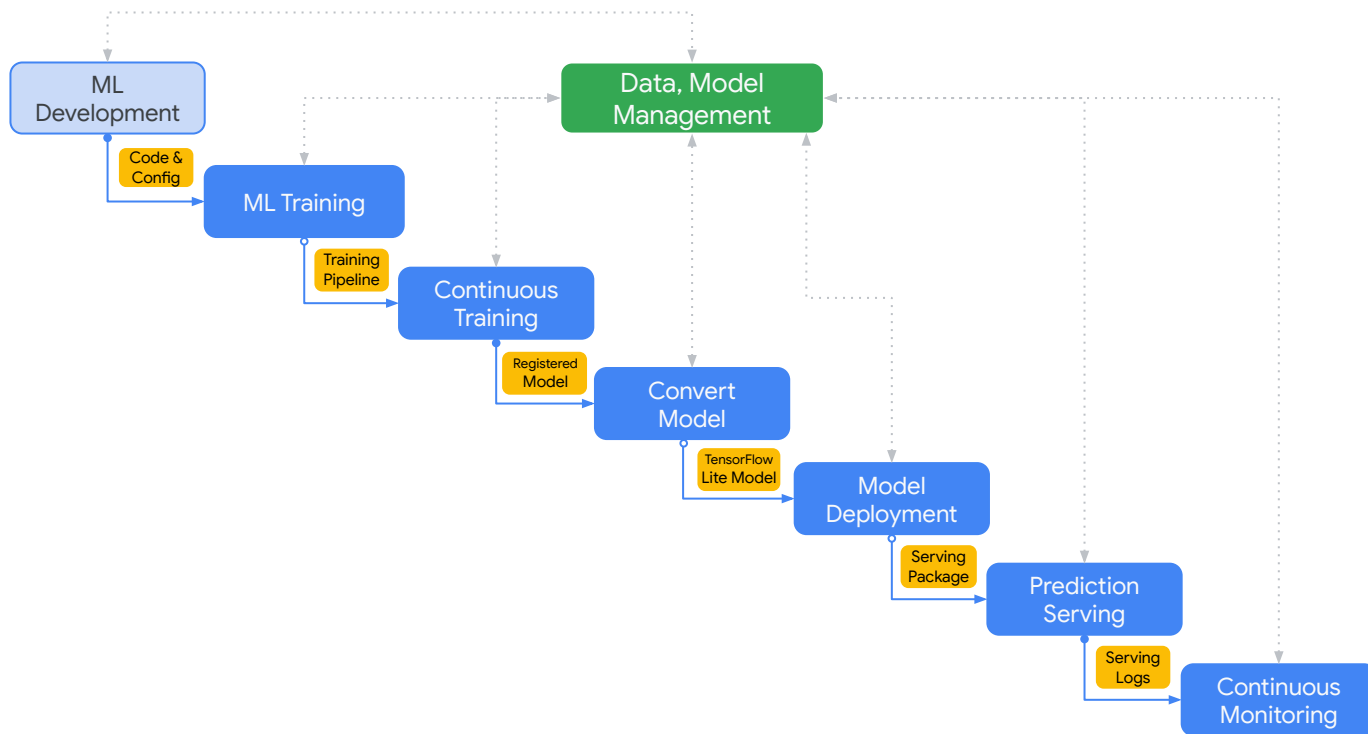 ML
Development
Data, Model
Management
Code &
Config
ML Training
Training
Pipeline
Continuous
Training
Registered
Model
Convert
Model
TensorFlow
Lite Model
Model
Deployment
Serving
Package
Prediction
Serving
Serving
Logs
Continuous
Monitoring